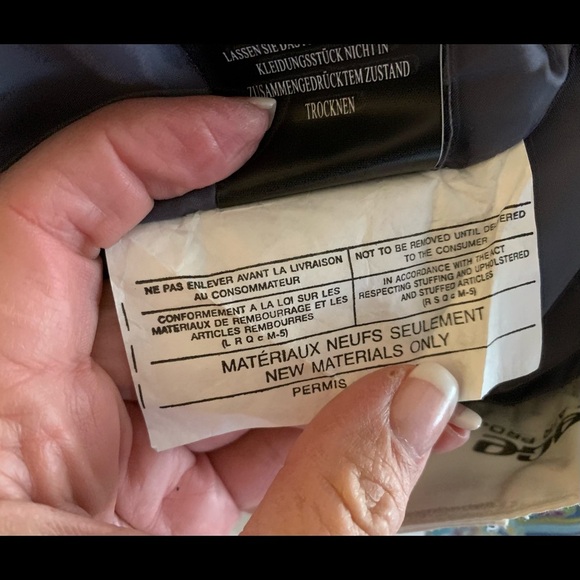 LASSEN SIE DAS
KLEIDUNGSSTÜCK NICHT IN
ZUSAMMENGEDRÜCKTEM ZUSTAND
TROCKNEN
NE PAS ENLEVER AVANT LA LIVRAISON
AU CONSOMMATEUR
NOT TO BE REMOVED UNTIL DELIVERED
TO THE CONSUMER
CONFORMEMENT A LA LOI SUR LES
MATERIAUX DE REMBOURRAGE ET LES
ARTICLES REMBOURRES
(L R Q c M-5)
IN ACCORDANCE WITH THE ACT
RESPECTING STUFFING AND UPHOLSTERED
AND STUFFED ARTICLES
(R S Q c M-5)
MATÉRIAUX NEUFS SEULEMENT
NEW MATERIALS ONLY
PERMIS